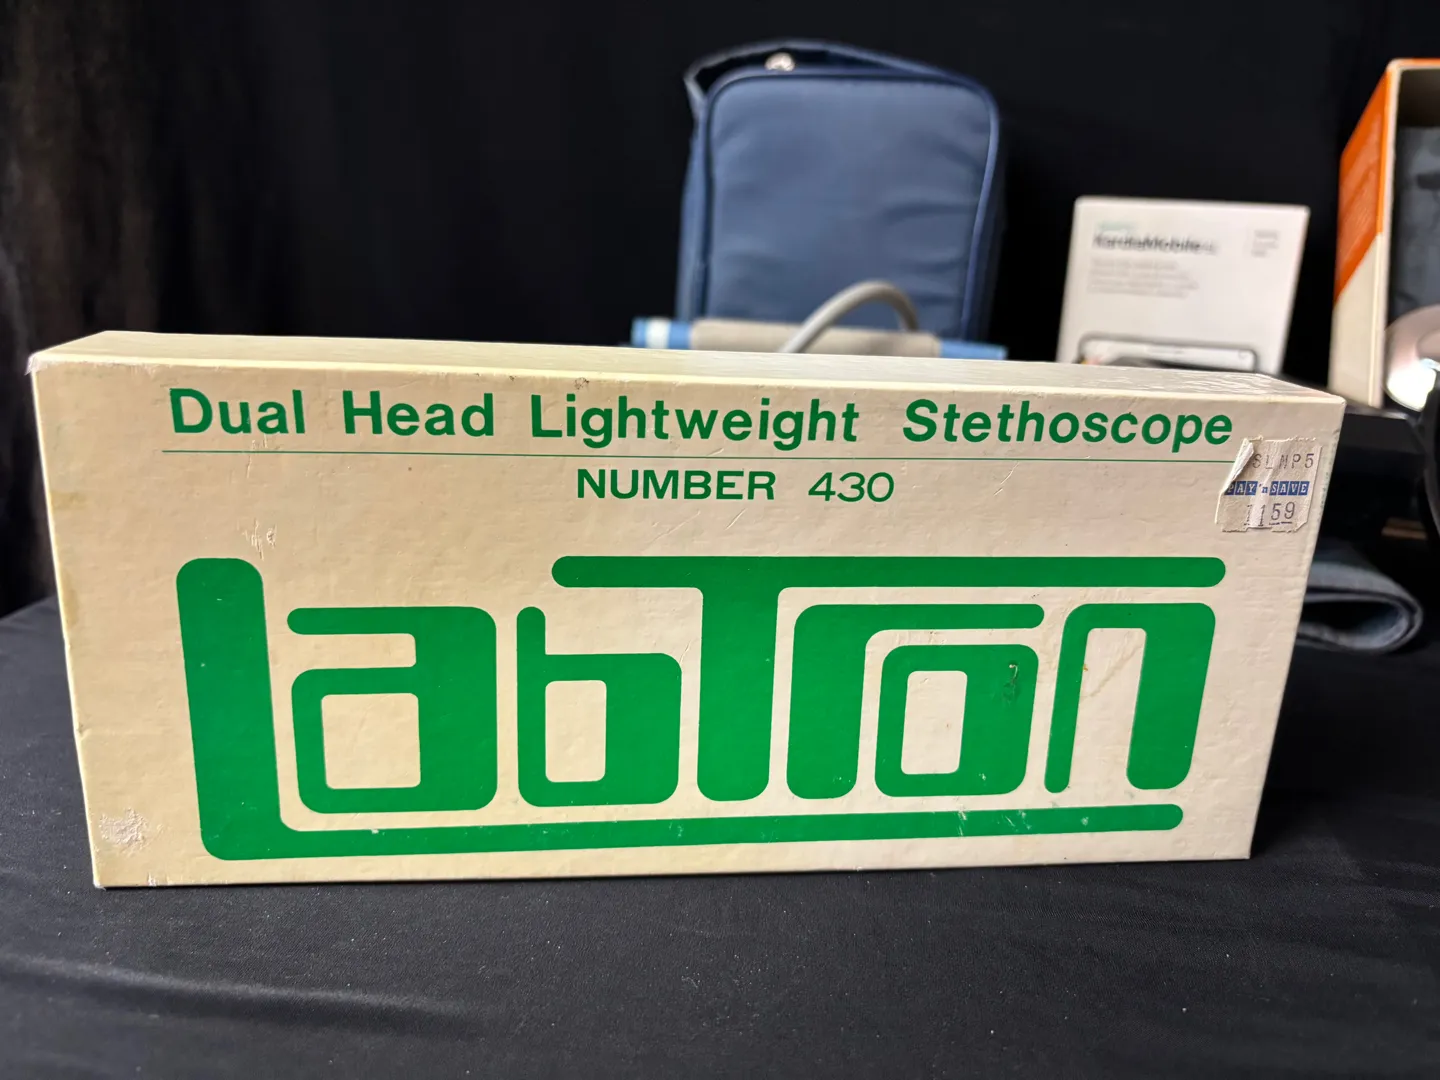 KardiaMobile
Dual Head Lightweight Stethoscope
NUMBER 430
SLMP5
PAY 'n SAVE
1159
LabTron